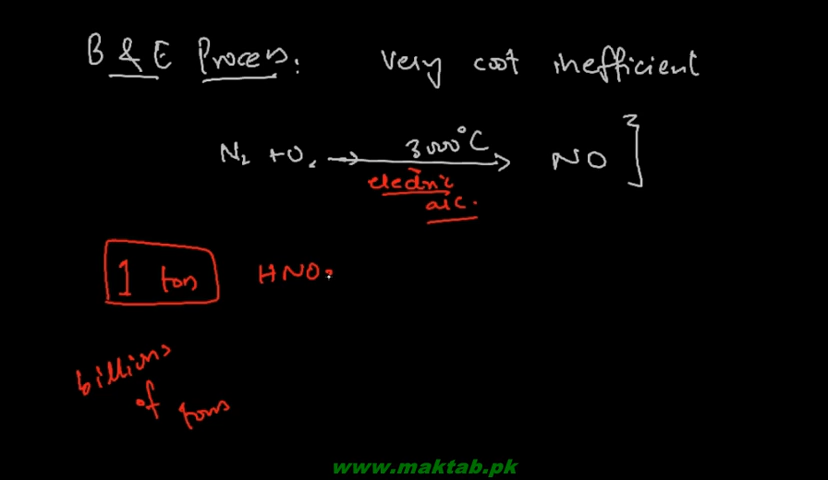 B & E Process: Very cost inefficient
N₂ + O₂ → 3000°C NO
electric
arc.
1 ton HNO₃
billions
of
tons
www.maktab.pk